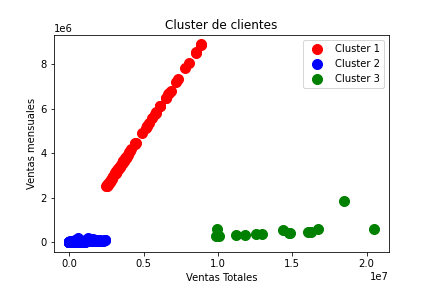 Cluster de clientes
1e6
Cluster 1
Cluster 2
Cluster 3
Ventas mensuales
8
6
4
2
0
0.0
0.5
1.0
1.5
2.0
1e7
Ventas Totales